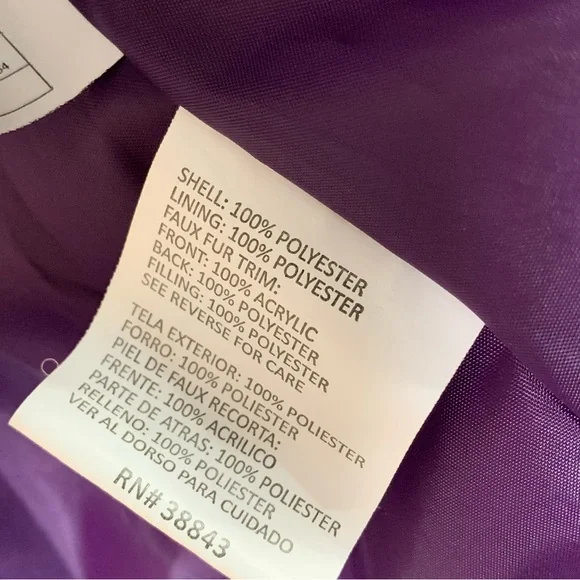 SHELL: 100% POLYESTER
LINING: 100% POLYESTER
FAUX FUR TRIM:
FRONT: 100% ACRYLIC
BACK: 100% POLYESTER
FILLING: 100% POLYESTER
SEE REVERSE FOR CARE
TELA EXTERIOR: 100% POLYESTER
FORRO: 100% POLIESTER
PIEL DE FAUX RECORTA:
FRENTE: 100% ACRILICO
PARTE DE ATRAS: 100% POLIESTER
RELLENO: 100% POLIESTER
VER AL DORSO PARA CUIDADO
RN# 38843